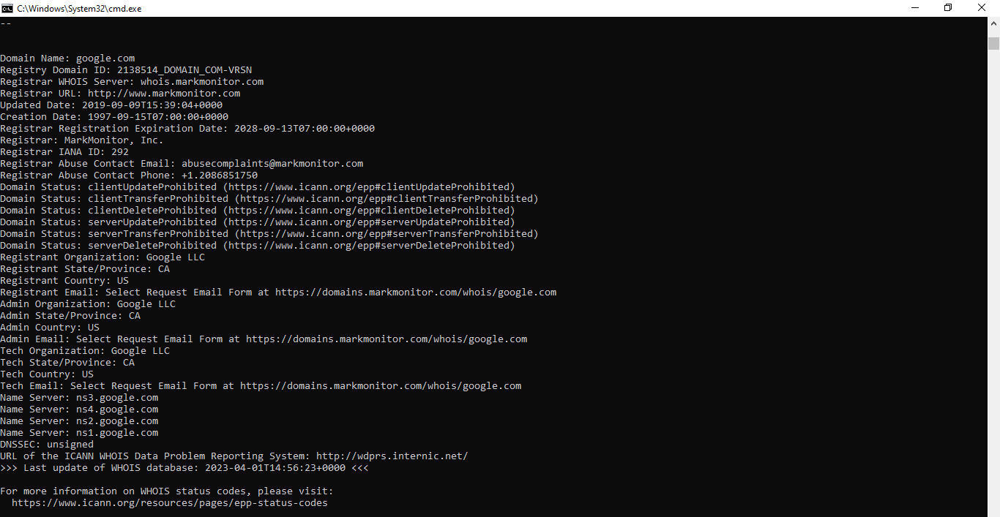 C:\Windows\System32\cmd.exe
--
Domain Name: google.com
Registry Domain ID: 2138514_DOMAIN_COM-VRSN
Registrar WHOIS Server: whois.markmonitor.com
Registrar URL: http://www.markmonitor.com
Updated Date: 2019-09-09T15:39:04+0000
Creation Date: 1997-09-15T07:00:00+0000
Registrar Registration Expiration Date: 2028-09-13T07:00:00+0000
Registrar: MarkMonitor, Inc.
Registrar IANA ID: 292
Registrar Abuse Contact Email: abusecomplaints@markmonitor.com
Registrar Abuse Contact Phone: +1.2086851750
Domain Status: clientUpdateProhibited (https://www.icann.org/epp#clientUpdateProhibited)
Domain Status: clientTransferProhibited (https://www.icann.org/epp#clientTransferProhibited)
Domain Status: clientDeleteProhibited (https://www.icann.org/epp#clientDeleteProhibited)
Domain Status: serverUpdateProhibited (https://www.icann.org/epp#serverUpdateProhibited)
Domain Status: serverTransferProhibited (https://www.icann.org/epp#serverTransferProhibited)
Domain Status: serverDeleteProhibited (https://www.icann.org/epp#serverDeleteProhibited)
Registrant Organization: Google LLC
Registrant State/Province: CA
Registrant Country: US
Registrant Email: Select Request Email Form at https://domains.markmonitor.com/whois/google.com
Admin Organization: Google LLC
Admin State/Province: CA
Admin Country: US
Admin Email: Select Request Email Form at https://domains.markmonitor.com/whois/google.com
Tech Organization: Google LLC
Tech State/Province: CA
Tech Country: US
Tech Email: Select Request Email Form at https://domains.markmonitor.com/whois/google.com
Name Server: ns3.google.com
Name Server: ns4.google.com
Name Server: ns2.google.com
Name Server: ns1.google.com
DNSSEC: unsigned
URL of the ICANN WHOIS Data Problem Reporting System: http://wdprs.internic.net/
>>> Last update of WHOIS database: 2023-04-01T14:56:23+0000 <<<
For more information on WHOIS status codes, please visit:
  https://www.icann.org/resources/pages/epp-status-codes